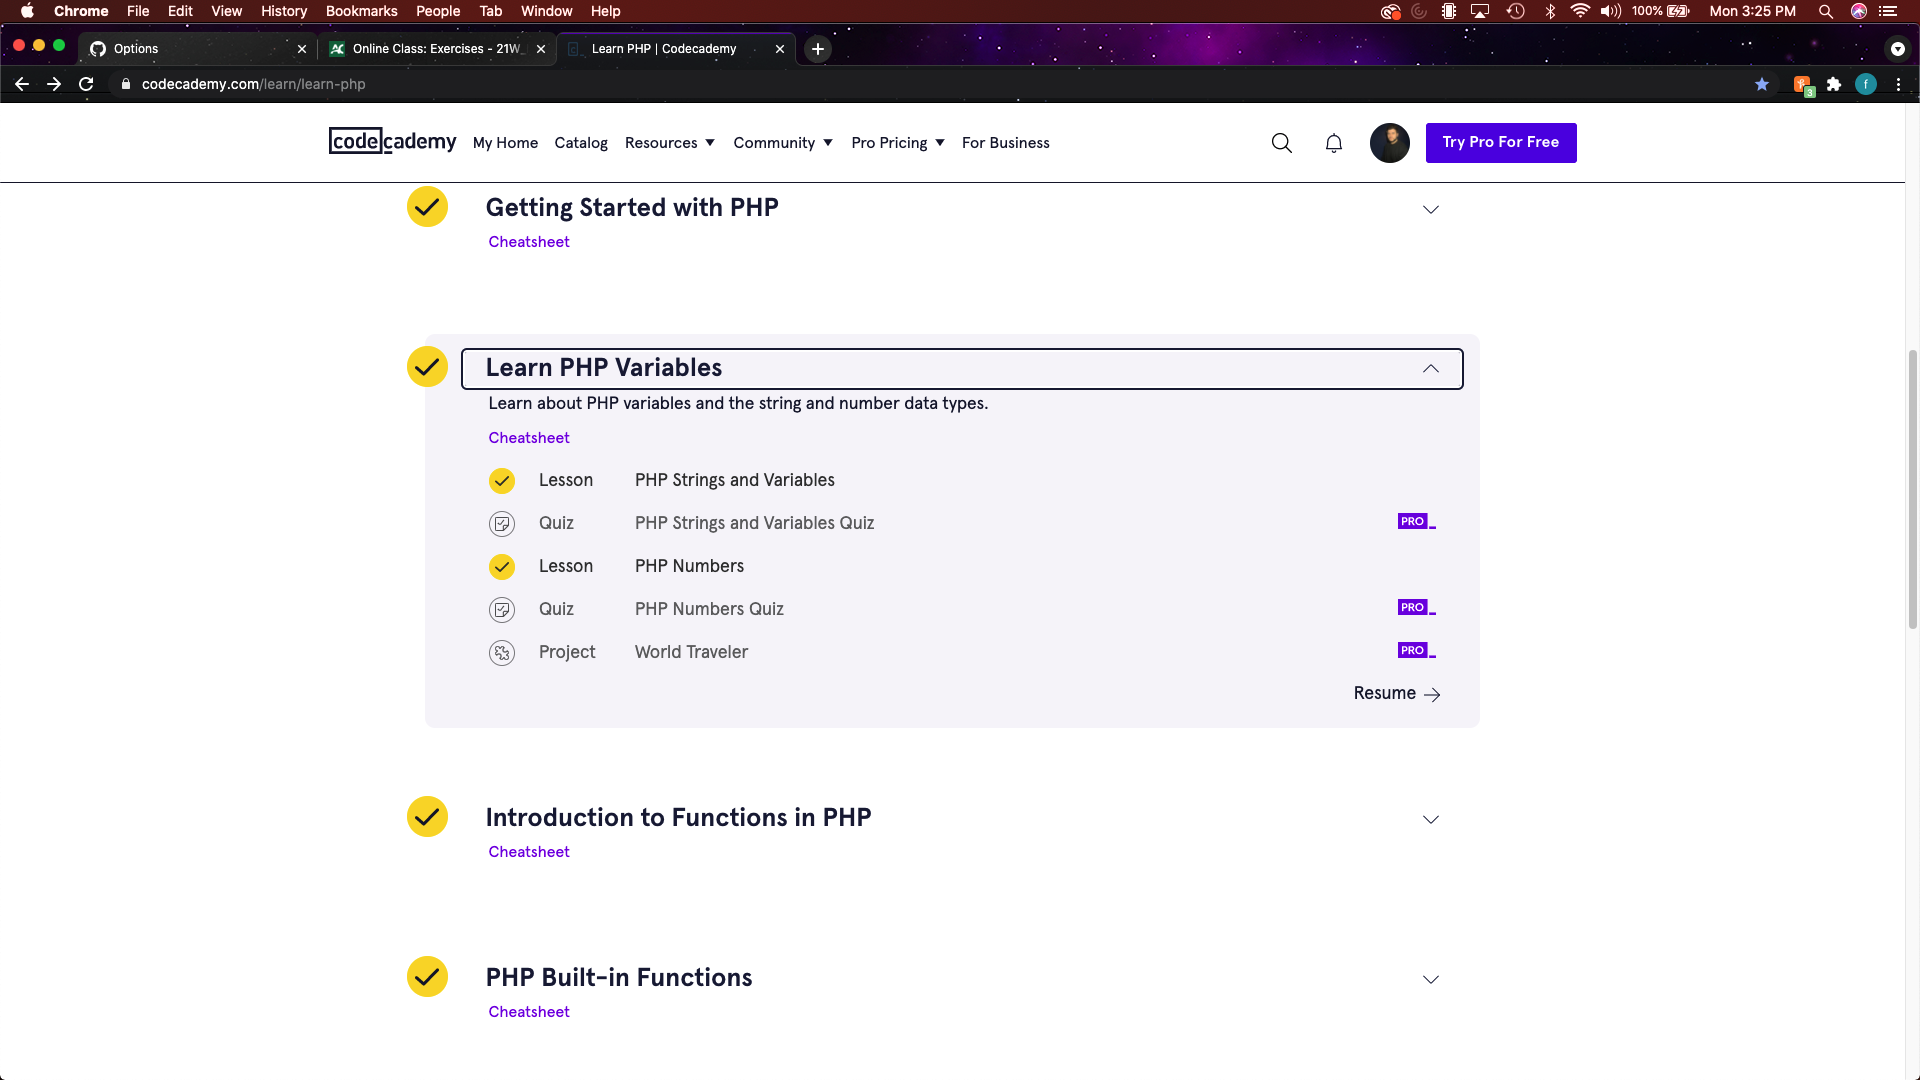 Chrome File Edit View History Bookmarks People Tab Window Help 100% Mon 3:25 PM
Options Online Class: Exercises - 21W_ Learn PHP | Codecademy
codecademy.com/learn/learn-php 3 f
codecademy My Home Catalog Resources Community Pro Pricing For Business Try Pro For Free
Getting Started with PHP
Cheatsheet
Learn PHP Variables
Learn about PHP variables and the string and number data types.
Cheatsheet
Lesson PHP Strings and Variables
Quiz PHP Strings and Variables Quiz PRO
Lesson PHP Numbers
Quiz PHP Numbers Quiz PRO
Project World Traveler PRO
Resume
Introduction to Functions in PHP
Cheatsheet
PHP Built-in Functions
Cheatsheet